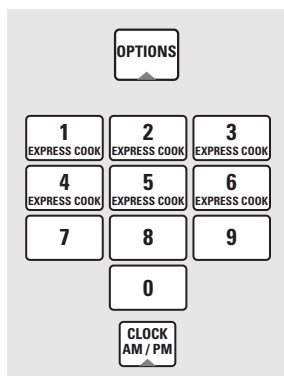 OPTIONS
1 2 3
EXPRESS COOK EXPRESS COOK EXPRESS COOK
4 5 6
EXPRESS COOK EXPRESS COOK EXPRESS COOK
7 8 9
0
CLOCK
AM / PM